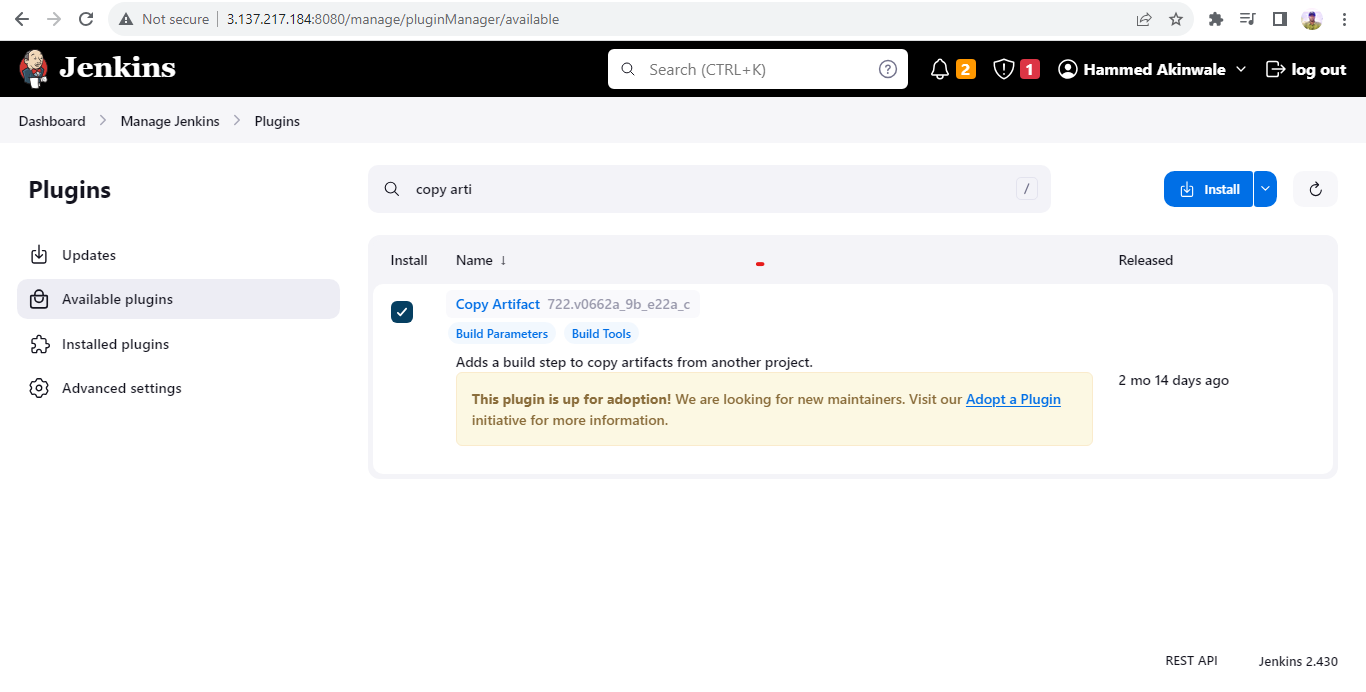 Not secure
3.137.217.184:8080/manage/pluginManager/available
Jenkins
Search (CTRL+K)
?
2
1
Hammed Akinwale
log out
Dashboard
Manage Jenkins
Plugins
Plugins
copy arti
/
Install
Updates
Available plugins
Installed plugins
Advanced settings
Install
Name ↓
Released
Copy Artifact 722.v0662a_9b_e22a_c
Build Parameters
Build Tools
Adds a build step to copy artifacts from another project.
This plugin is up for adoption! We are looking for new maintainers. Visit our Adopt a Plugin
initiative for more information.
2 mo 14 days ago
REST API
Jenkins 2.430